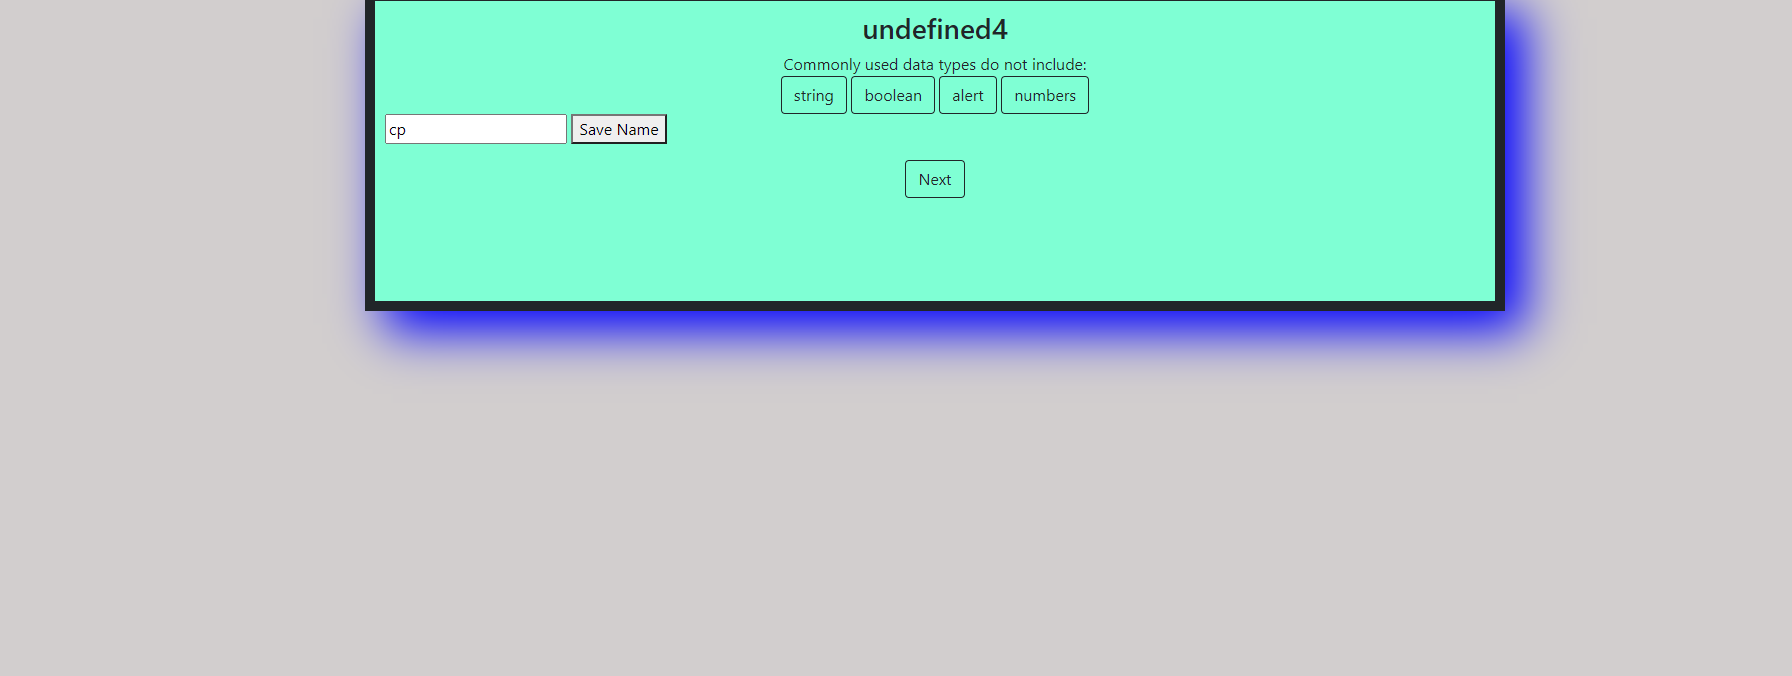 undefined4
Commonly used data types do not include:
string boolean alert numbers
cp Save Name
Next